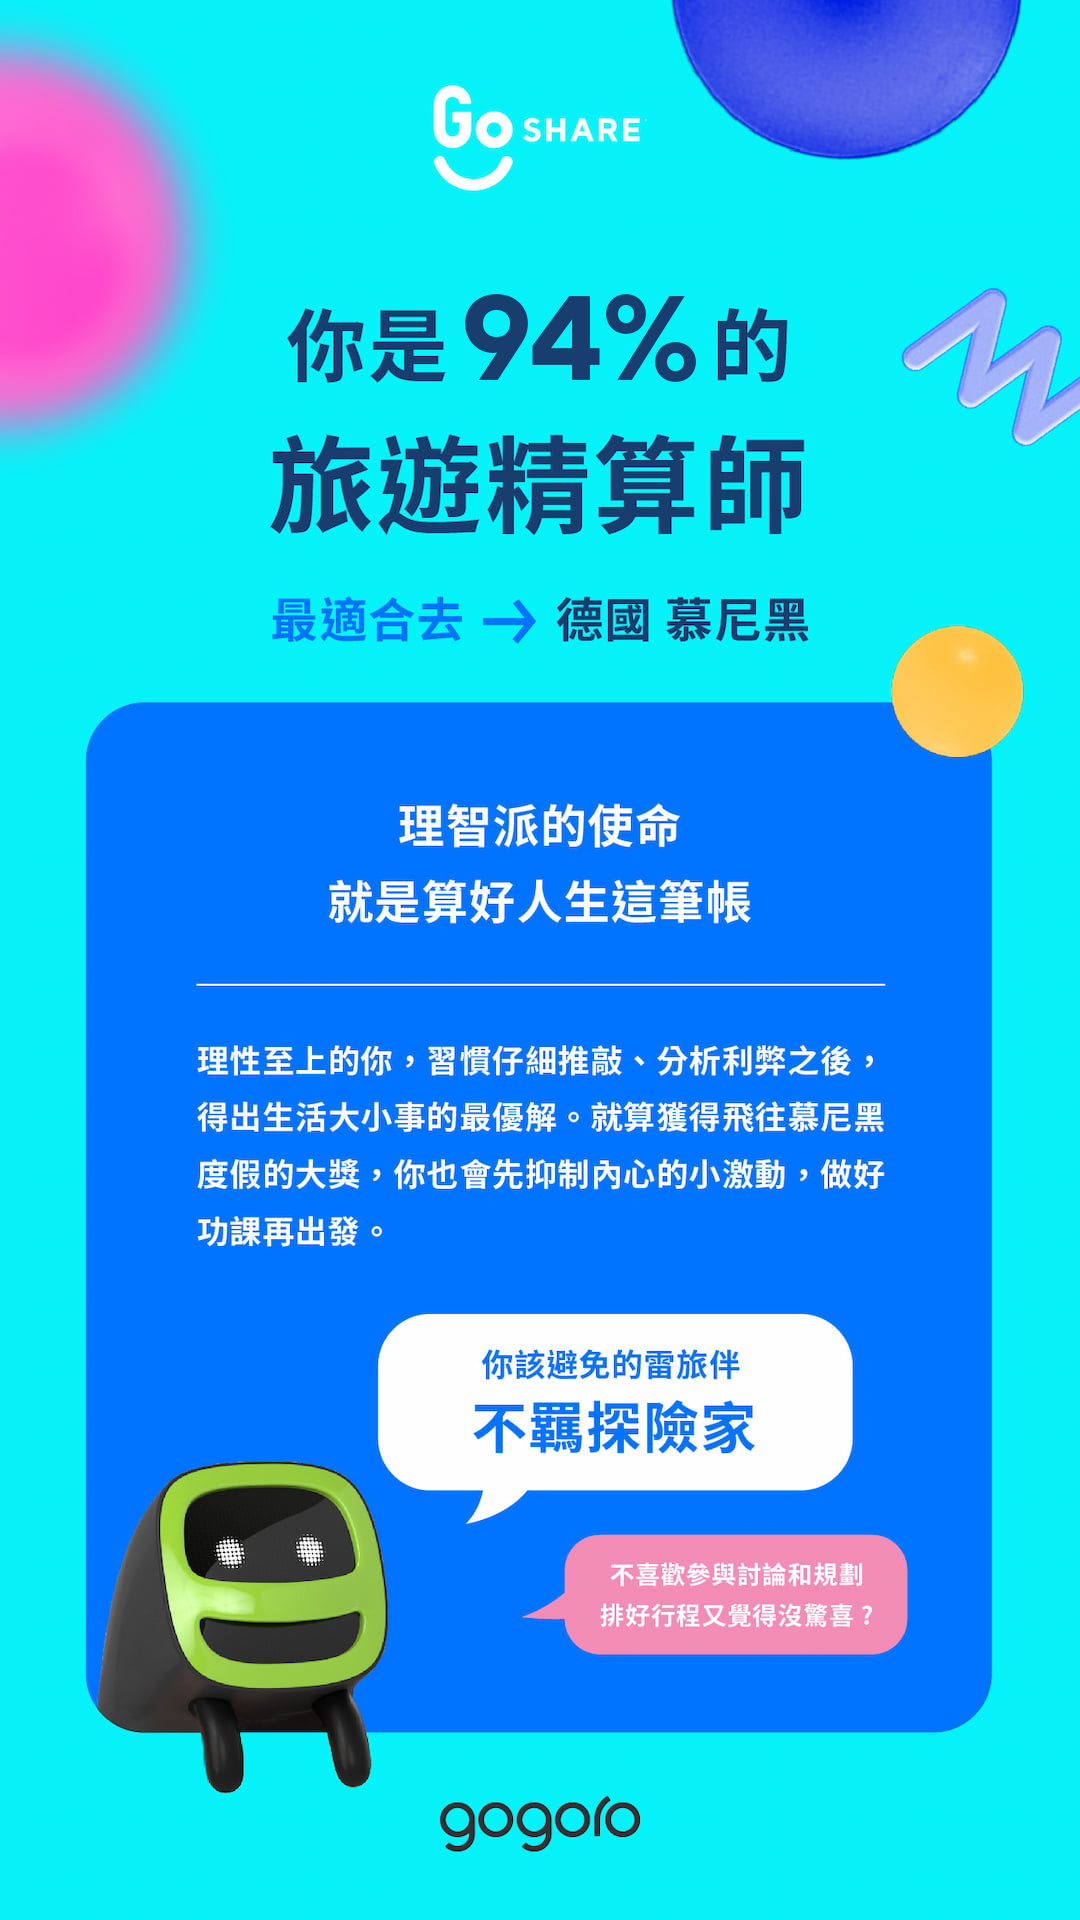 Go SHARE
你是 94% 的
旅遊精算師
最適合去 → 德國 慕尼黑
理智派的使命
就是算好人生這筆帳
理性至上的你，習慣仔細推敲、分析利弊之後，
得出生活大小事的最優解。就算獲得飛往慕尼黑
度假的大獎，你也會先抑制內心的小激動，做好
功課再出發。
你該避免的雷旅伴
不羈探險家
不喜歡參與討論和規劃
排好行程又覺得沒驚喜？
gogoro